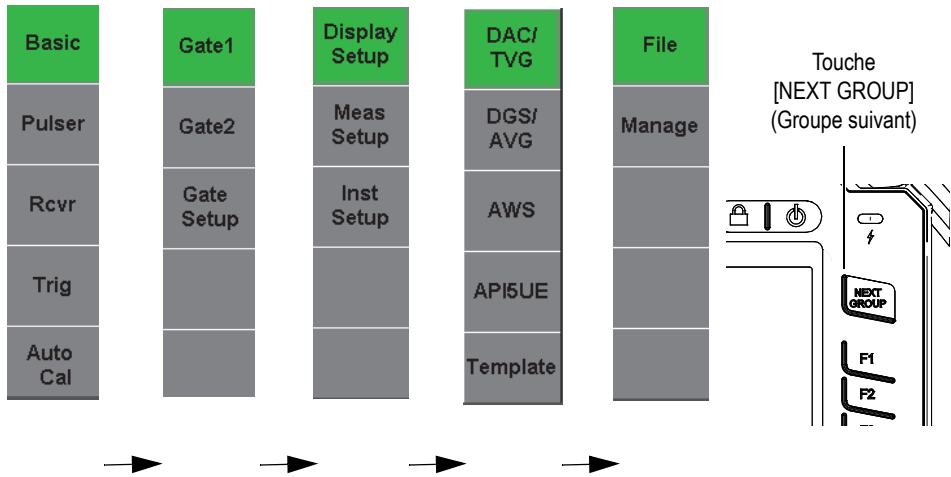 Basic
Pulser
Rcvr
Trig
Auto
Cal
Gate1
Gate2
Gate
Setup
Display
Setup
Meas
Setup
Inst
Setup
DAC/
TVG
DGS/
AVG
AWS
API5UE
Template
File
Manage
Touche
[NEXT GROUP]
(Groupe suivant)
NEXT
GROUP
F1
F2